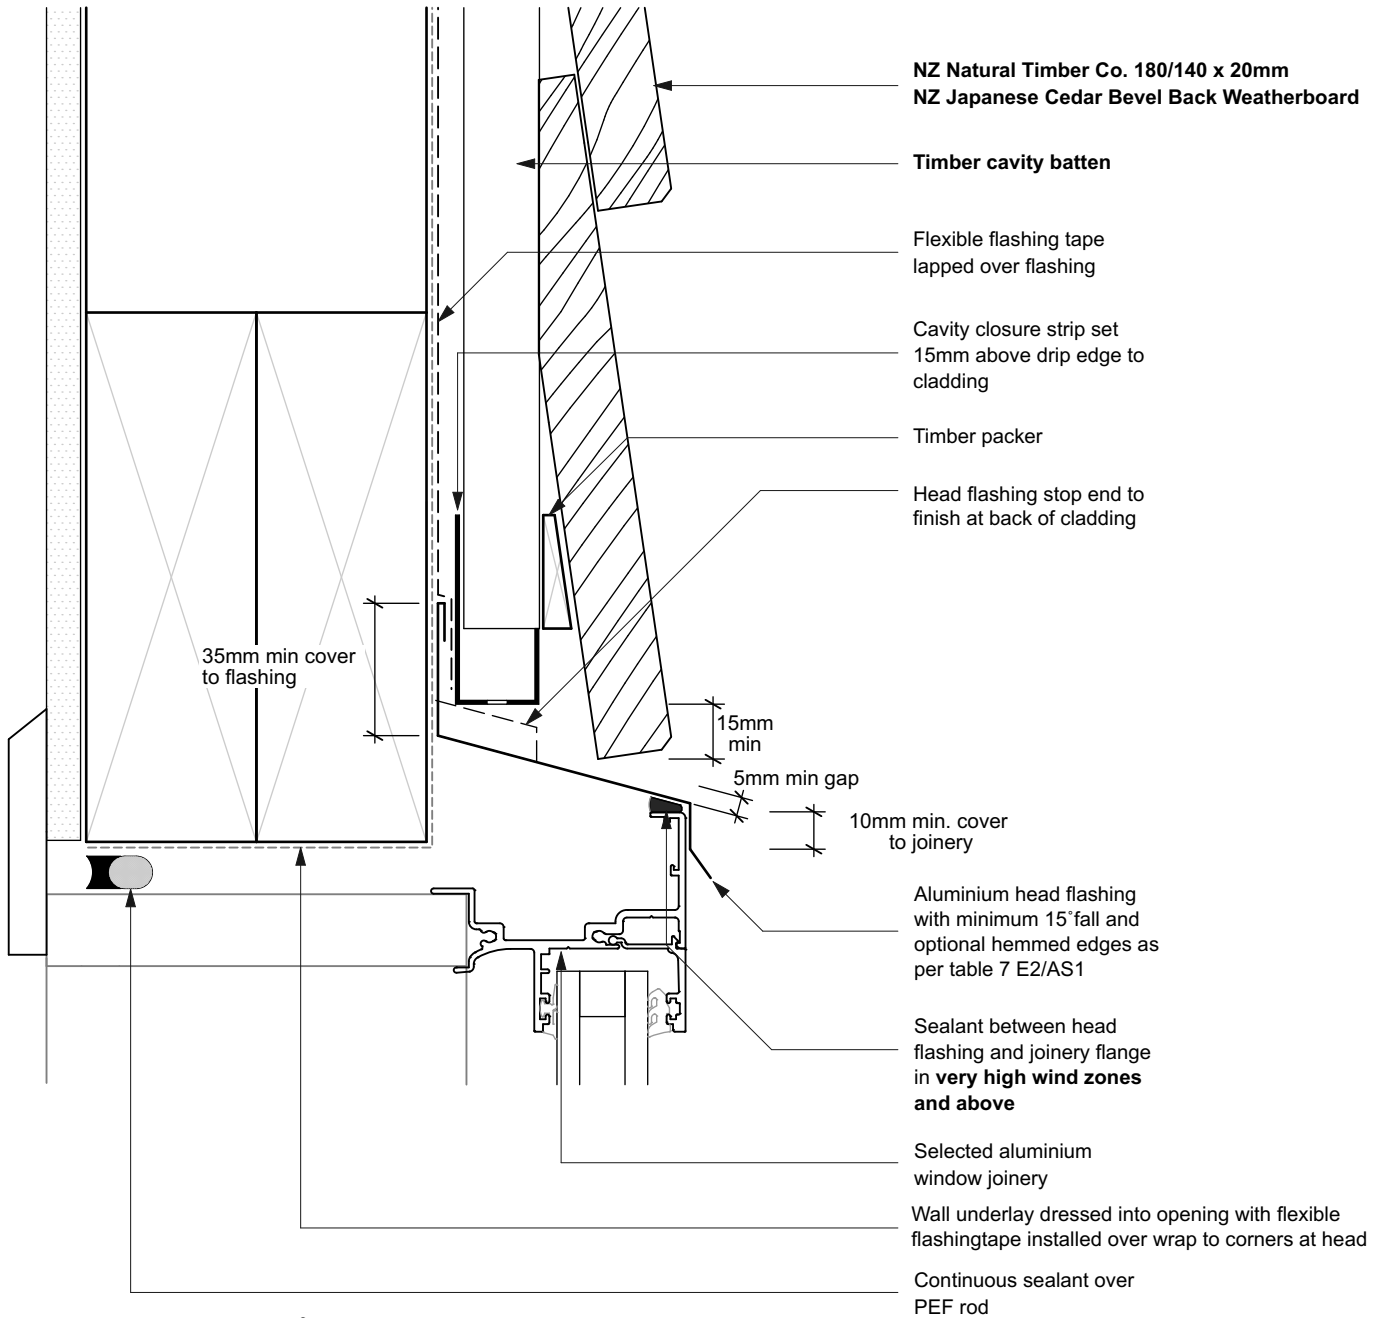 NZ Natural Timber Co. 180/140 x 20mm
NZ Japanese Cedar Bevel Back Weatherboard
Timber cavity batten
Flexible flashing tape
lapped over flashing
Cavity closure strip set
15mm above drip edge to
cladding
Timber packer
Head flashing stop end to
finish at back of cladding
35mm min cover
to flashing
15mm
min
5mm min gap
10mm min. cover
to joinery
Aluminium head flashing
with minimum 15˚fall and
optional hemmed edges as
per table 7 E2/AS1
Sealant between head
flashing and joinery flange
in very high wind zones
and above
Selected aluminium
window joinery
Wall underlay dressed into opening with flexible
flashingtape installed over wrap to corners at head
Continuous sealant over
PEF rod